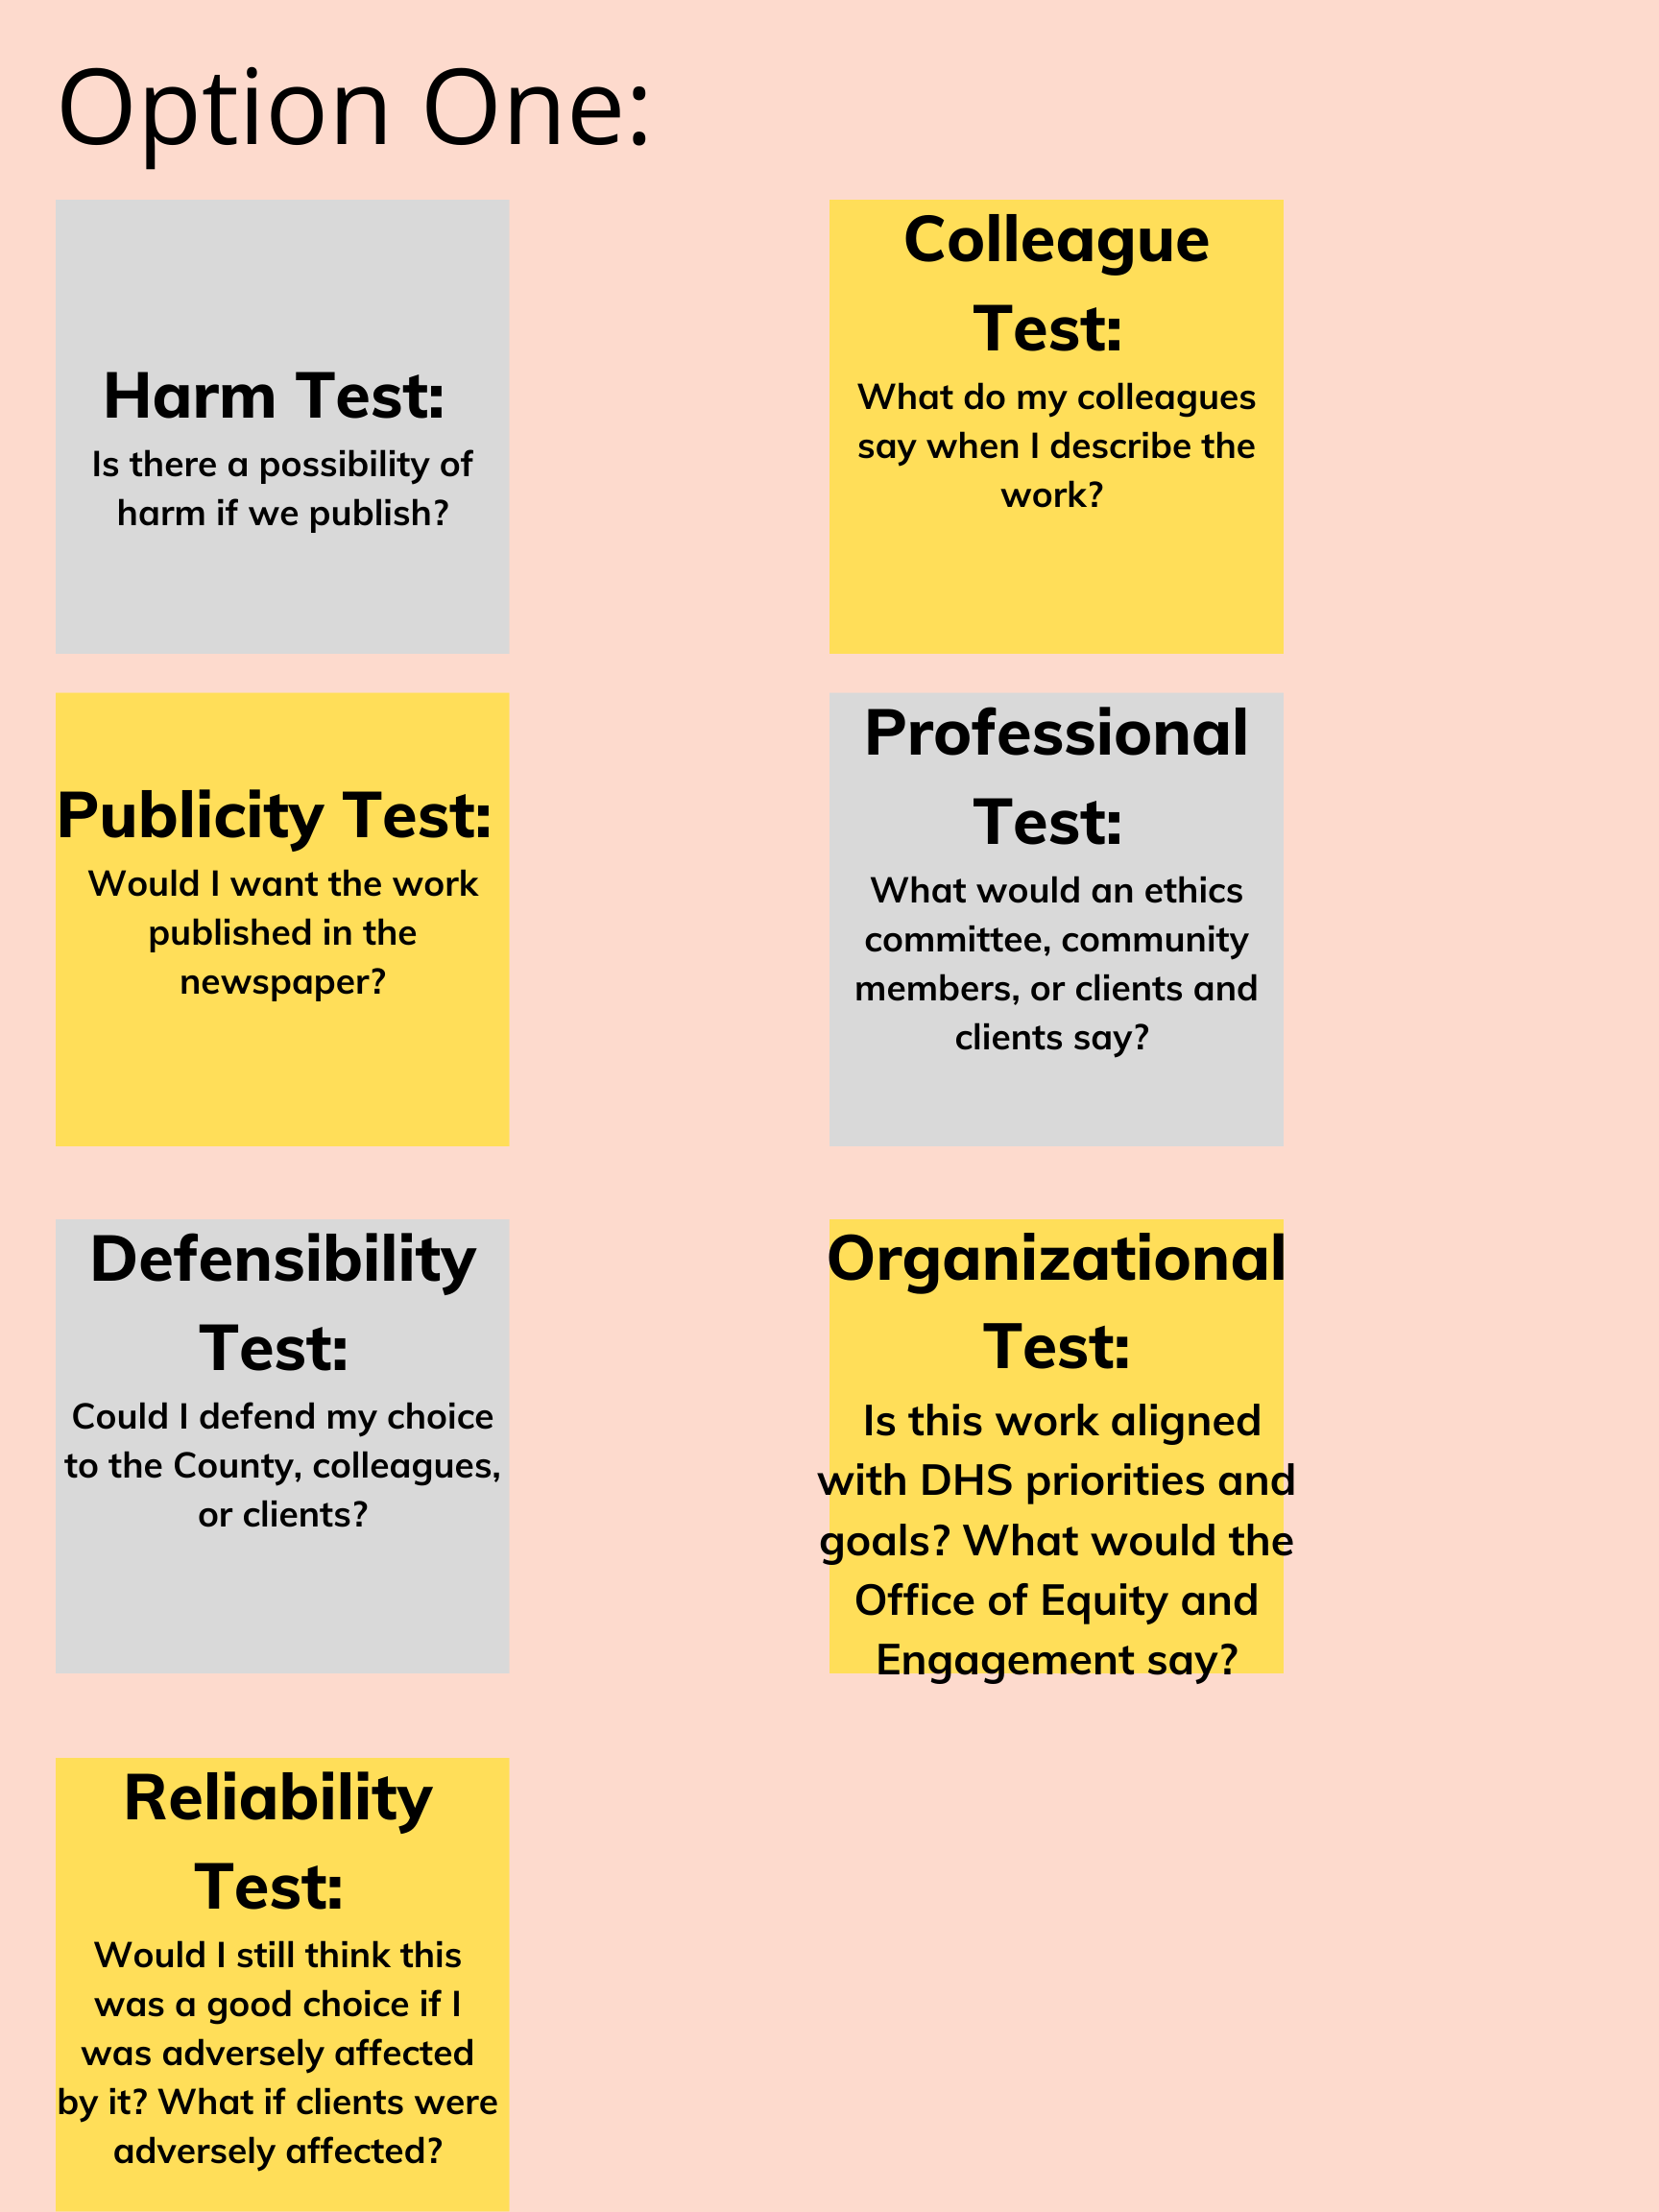 Option One:
Harm Test:
Is there a possibility of
harm if we publish?
Colleague
Test:
What do my colleagues
say when I describe the
work?
Publicity Test:
Would I want the work
published in the
newspaper?
Professional
Test:
What would an ethics
committee, community
members, or clients and
clients say?
Defensibility
Test:
Could I defend my choice
to the County, colleagues,
or clients?
Organizational
Test:
Is this work aligned
with DHS priorities and
goals? What would the
Office of Equity and
Engagement say?
Reliability
Test:
Would I still think this
was a good choice if I
was adversely affected
by it? What if clients were
adversely affected?